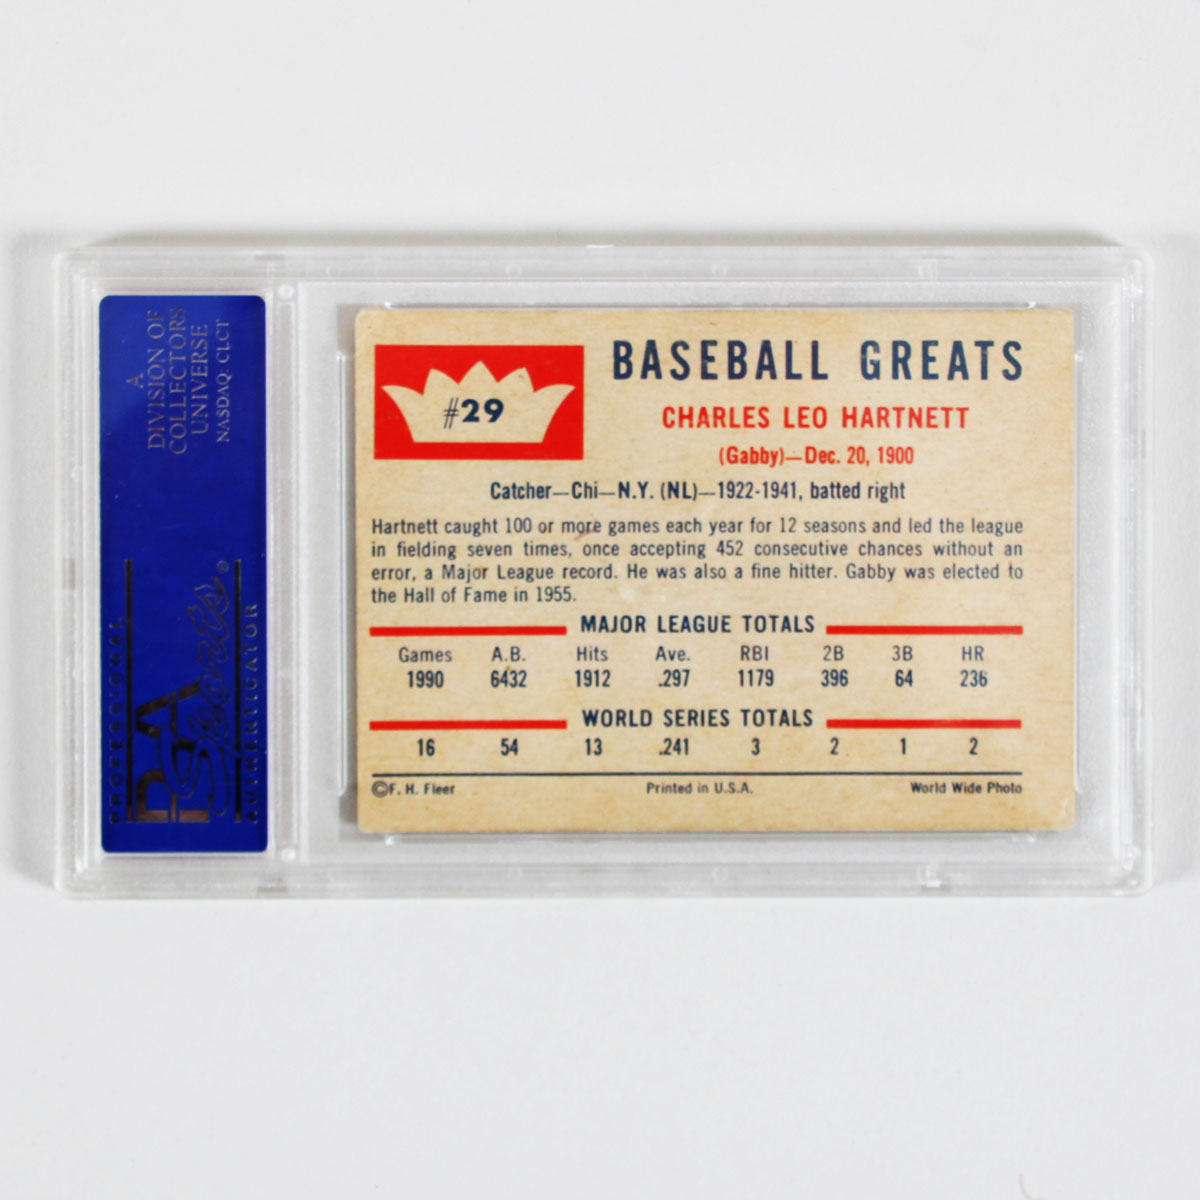 A
DIVISION OF
COLLECTORS
UNIVERSE
NASDAQ: CLCT
PROFESSIONAL
PSA
Sports®
AUTHENTICATOR
#29
BASEBALL GREATS
CHARLES LEO HARTNETT
(Gabby)—Dec. 20, 1900
Catcher—Chi—N.Y. (NL)—1922-1941, batted right
Hartnett caught 100 or more games each year for 12 seasons and led the league
in fielding seven times, once accepting 452 consecutive chances without an
error, a Major League record. He was also a fine hitter. Gabby was elected to
the Hall of Fame in 1955.
MAJOR LEAGUE TOTALS
Games A.B. Hits Ave. RBI 2B 3B HR
1990 6432 1912 .297 1179 396 64 236
WORLD SERIES TOTALS
16 54 13 .241 3 2 1 2
©F. H. Fleer Printed in U.S.A. World Wide Photo